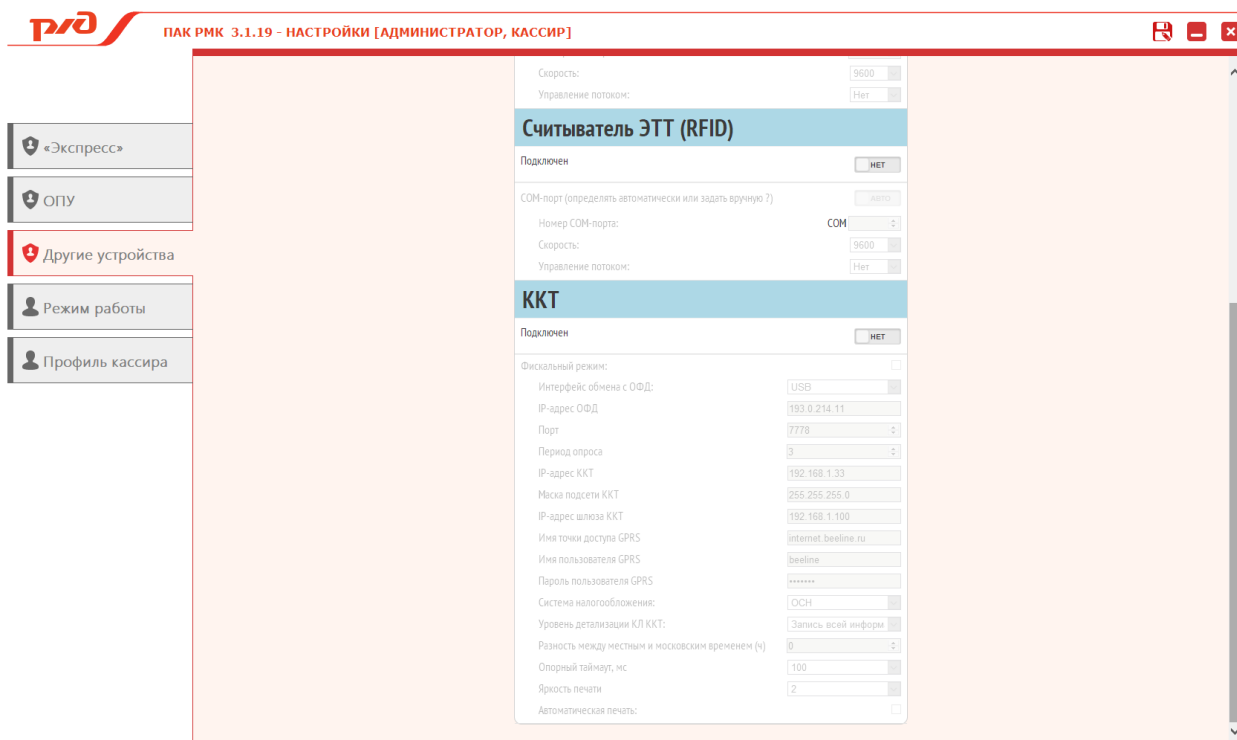 ржд
ПАК РМК 3.1.19 - НАСТРОЙКИ [АДМИНИСТРАТОР, КАССИР]
«Экспресс»
ОПУ
Другие устройства
Режим работы
Профиль кассира
Скорость: 9600
Управление потоком: Нет
Считыватель ЭТТ (RFID)
Подключен НЕТ
COM-порт (определять автоматически или задать вручную ?) АВТО
Номер COM-порта: COM
Скорость: 9600
Управление потоком: Нет
ККТ
Подключен НЕТ
Фискальный режим:
Интерфейс обмена с ОФД: USB
IP-адрес ОФД 193.0.214.11
Порт 7778
Период опроса 3
IP-адрес ККТ 192.168.1.33
Маска подсети ККТ 255.255.255.0
IP-адрес шлюза ККТ 192.168.1.100
Имя точки доступа GPRS internet.beeline.ru
Имя пользователя GPRS beeline
Пароль пользователя GPRS •••••••
Система налогообложения: ОСН
Уровень детализации КЛ ККТ: Запись всей информ
Разность между местным и московским временем (ч) 0
Опорный таймаут, мс 100
Яркость печати 2
Автоматическая печать: